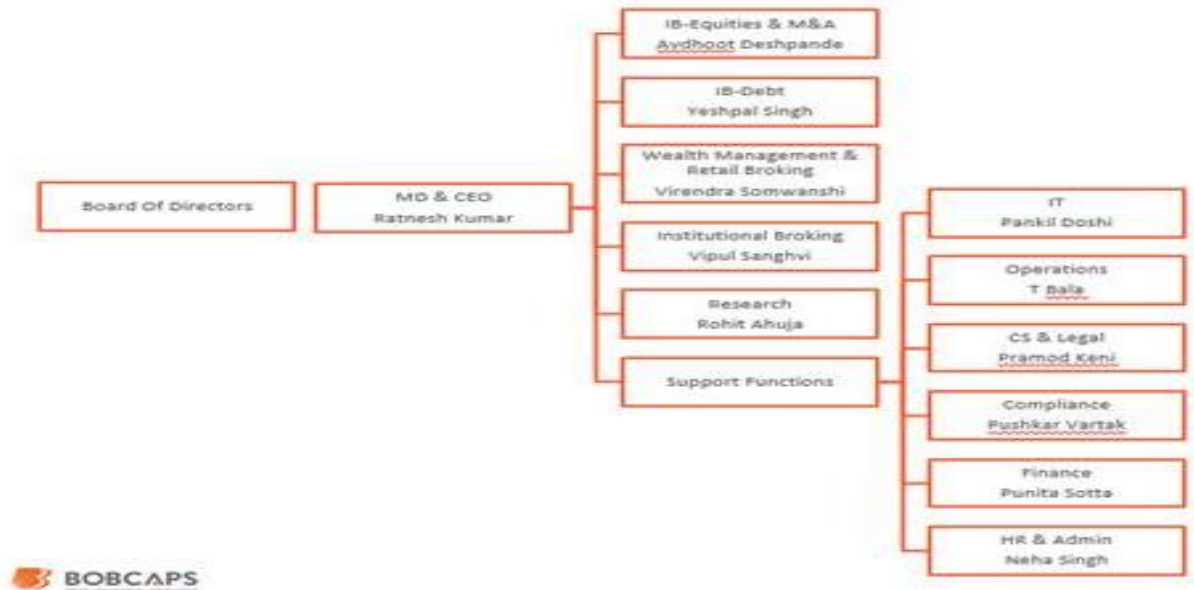 Board Of Directors
MD & CEO
Ratnesh Kumar
IB-Equities & M&A
Avdhoot Deshpande
IB-Debt
Yeshpal Singh
Wealth Management &
Retail Broking
Virendra Somwanshi
Institutional Broking
Vipul Sanghvi
Research
Rohit Ahuja
Support Functions
IT
Pankil Doshi
Operations
T Bala
CS & Legal
Pramod Keni
Compliance
Pushkar Vartak
Finance
Punita Sotta
HR & Admin
Neha Singh
BOBCAPS